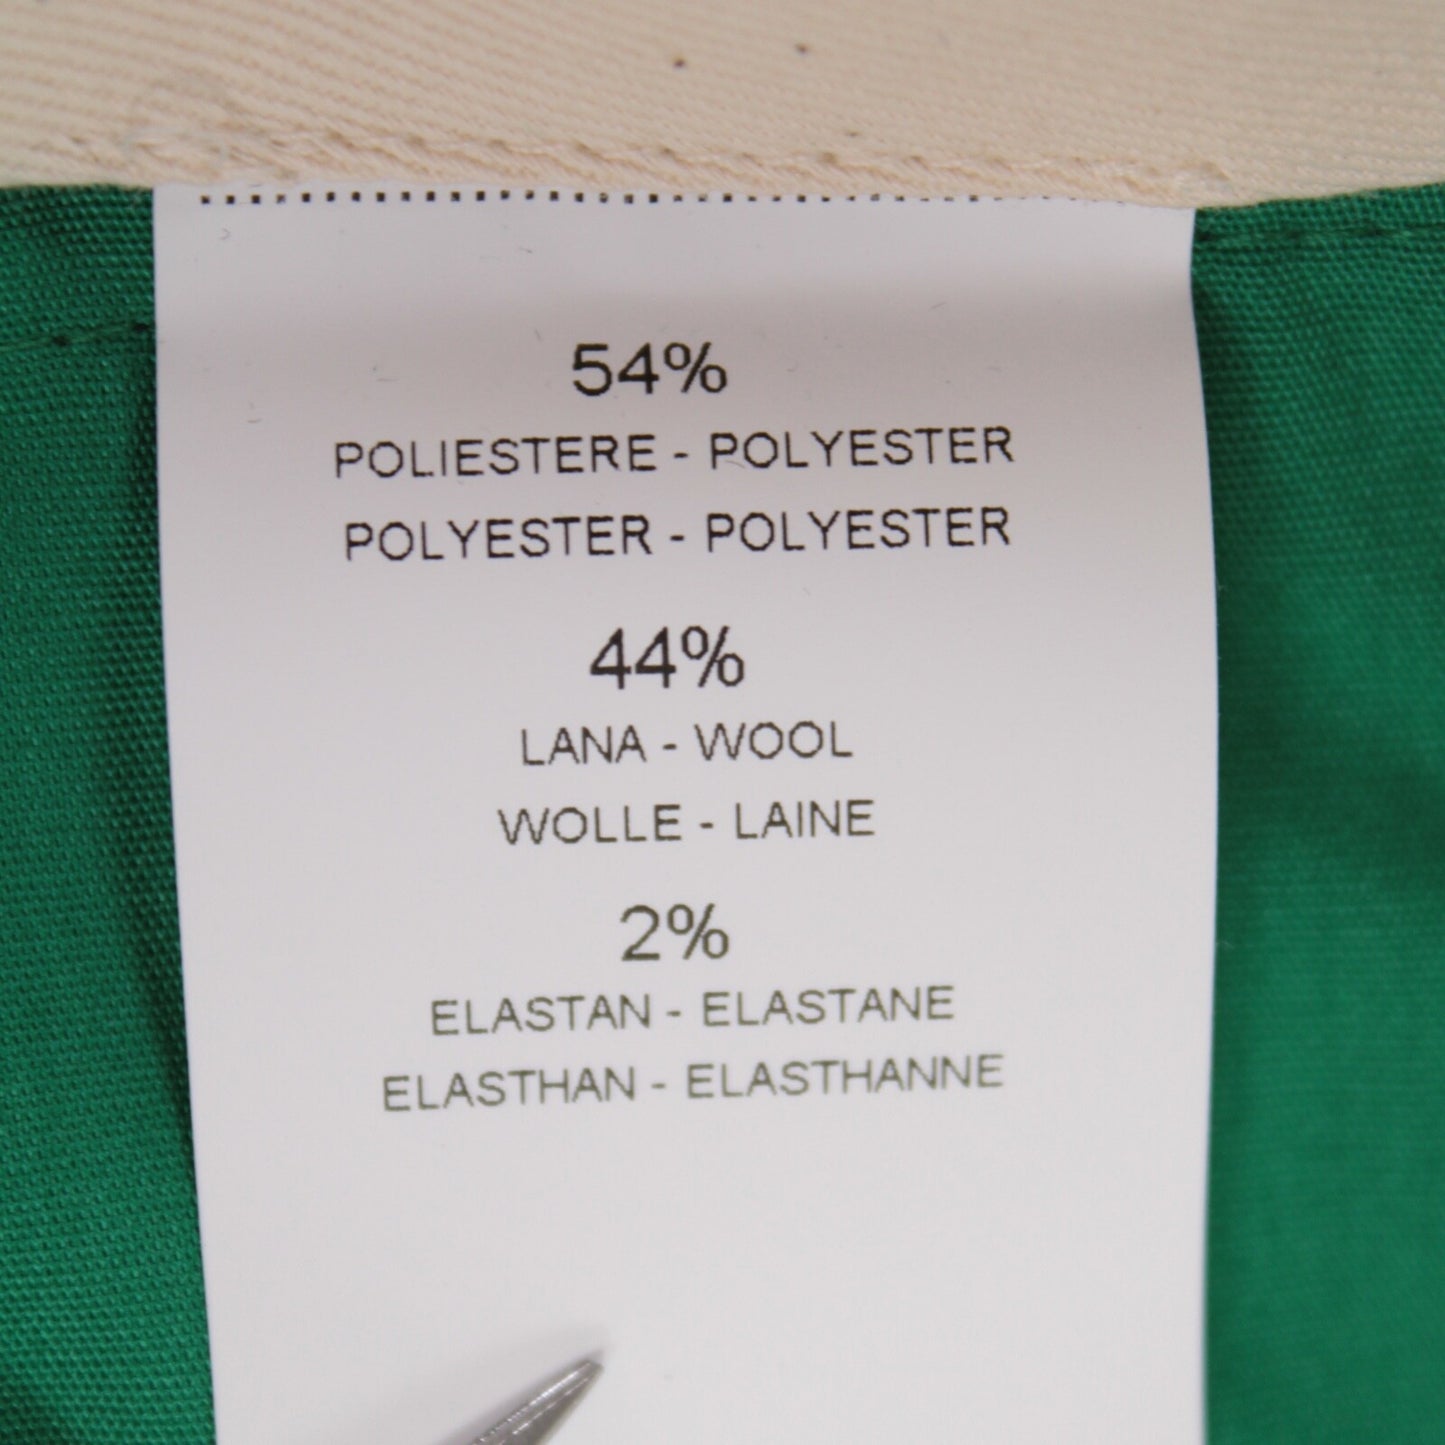 54%
POLIESTERE - POLYESTER
POLYESTER - POLYESTER
44%
LANA - WOOL
WOLLE - LAINE
2%
ELASTAN - ELASTANE
ELASTHAN - ELASTHANNE